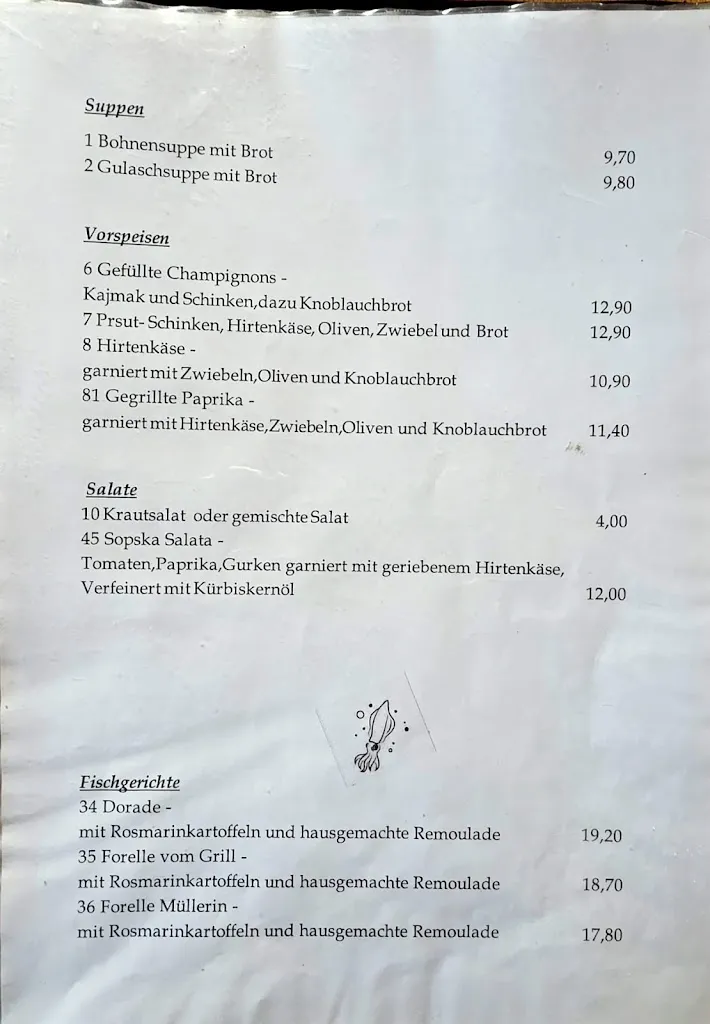 Suppen
1 Bohnensuppe mit Brot 9,70
2 Gulaschsuppe mit Brot 9,80
Vorspeisen
6 Gefüllte Champignons -
Kajmak und Schinken,dazu Knoblauchbrot 12,90
7 Prsut- Schinken, Hirtenkäse, Oliven, Zwiebel und Brot 12,90
8 Hirtenkäse -
garniert mit Zwiebeln,Oliven und Knoblauchbrot 10,90
81 Gegrillte Paprika -
garniert mit Hirtenkäse,Zwiebeln,Oliven und Knoblauchbrot 11,40
Salate
10 Krautsalat oder gemischte Salat 4,00
45 Sopska Salata -
Tomaten,Paprika,Gurken garniert mit geriebenem Hirtenkäse,
Verfeinert mit Kürbiskernöl 12,00
Fischgerichte
34 Dorade -
mit Rosmarinkartoffeln und hausgemachte Remoulade 19,20
35 Forelle vom Grill -
mit Rosmarinkartoffeln und hausgemachte Remoulade 18,70
36 Forelle Müllerin -
mit Rosmarinkartoffeln und hausgemachte Remoulade 17,80